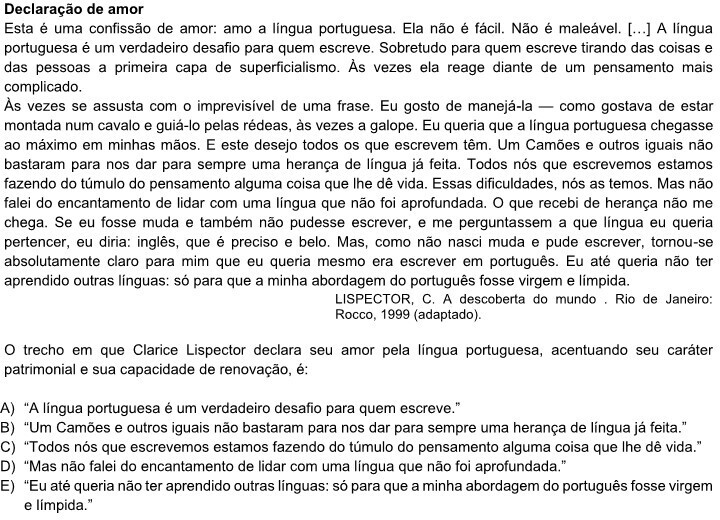 Declaração de amor
Esta é uma confissão de amor: amo a língua portuguesa. Ela não é fácil. Não é maleável. [...] A língua
portuguesa é um verdadeiro desafio para quem escreve. Sobretudo para quem escreve tirando das coisas e
das pessoas a primeira capa de superficialismo. Às vezes ela reage diante de um pensamento mais
complicado.
Às vezes se assusta com o imprevisível de uma frase. Eu gosto de manejá-la — como gostava de estar
montada num cavalo e guiá-lo pelas rédeas, às vezes a galope. Eu queria que a língua portuguesa chegasse
ao máximo em minhas mãos. E este desejo todos os que escrevem têm. Um Camões e outros iguais não
bastaram para nos dar para sempre uma herança de língua já feita. Todos nós que escrevemos estamos
fazendo do túmulo do pensamento alguma coisa que lhe dê vida. Essas dificuldades, nós as temos. Mas não
falei do encantamento de lidar com uma língua que não foi aprofundada. O que recebi de herança não me
chega. Se eu fosse muda e também não pudesse escrever, e me perguntassem a que língua eu queria
pertencer, eu diria: inglês, que é preciso e belo. Mas, como não nasci muda e pude escrever, tornou-se
absolutamente claro para mim que eu queria mesmo era escrever em português. Eu até queria não ter
aprendido outras línguas: só para que a minha abordagem do português fosse virgem e límpida.
LISPECTOR, C. A descoberta do mundo . Rio de Janeiro:
Rocco, 1999 (adaptado).
O trecho em que Clarice Lispector declara seu amor pela língua portuguesa, acentuando seu caráter
patrimonial e sua capacidade de renovação, é:
A) “A língua portuguesa é um verdadeiro desafio para quem escreve.”
B) “Um Camões e outros iguais não bastaram para nos dar para sempre uma herança de língua já feita.”
C) “Todos nós que escrevemos estamos fazendo do túmulo do pensamento alguma coisa que lhe dê vida.”
D) “Mas não falei do encantamento de lidar com uma língua que não foi aprofundada.”
E) “Eu até queria não ter aprendido outras línguas: só para que a minha abordagem do português fosse virgem
e límpida.”